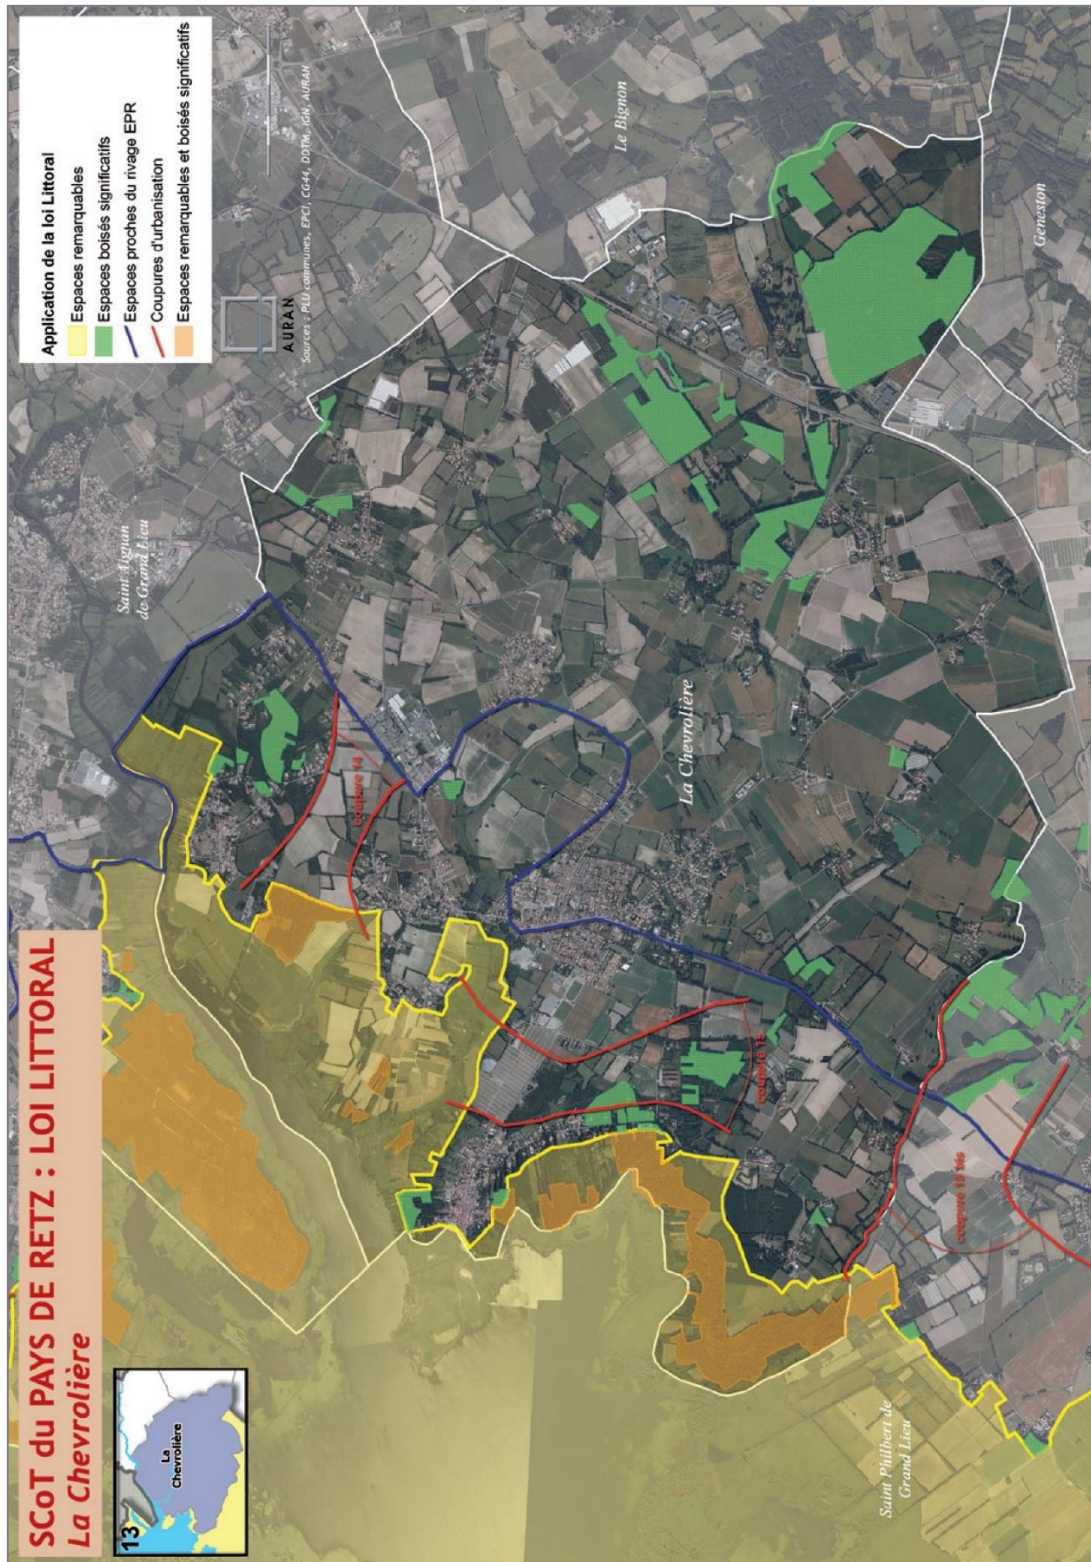 SCoT du PAYS DE RETZ : LOI LITTORAL
La Chevrolière
13
La
Chevrolière
Application de la loi Littoral
Espaces remarquables
Espaces boisés significatifs
Espaces proches du rivage EPR
Coupures d'urbanisation
Espaces remarquables et boisés significatifs
AURAN
Sources : PLU communes, EPCI, CG44, DDTM, IGN, AURAN
Saint Aignan
de Grand Lieu
Le Bignon
Geneston
La Chevrolière
Saint Philbert de
Grand Lieu
coupure 14
coupure 15
coupure 15 bis